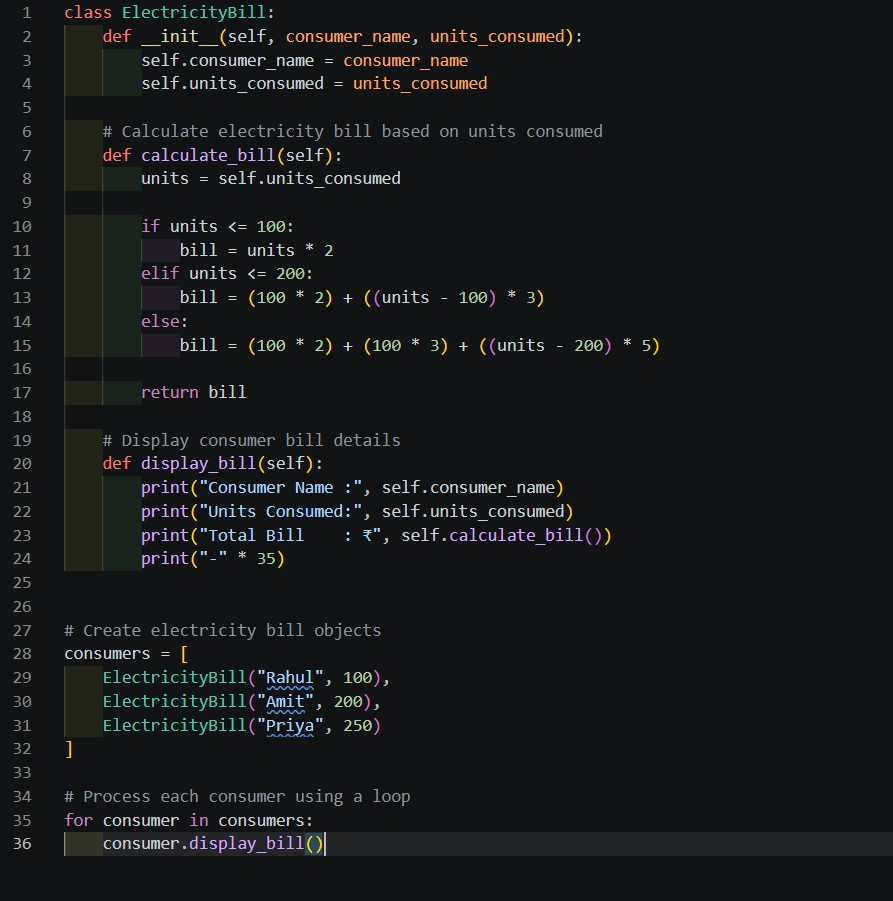 1 class ElectricityBill:
2     def __init__(self, consumer_name, units_consumed):
3         self.consumer_name = consumer_name
4         self.units_consumed = units_consumed
5
6     # Calculate electricity bill based on units consumed
7     def calculate_bill(self):
8         units = self.units_consumed
9
10         if units <= 100:
11             bill = units * 2
12         elif units <= 200:
13             bill = (100 * 2) + ((units - 100) * 3)
14         else:
15             bill = (100 * 2) + (100 * 3) + ((units - 200) * 5)
16
17         return bill
18
19     # Display consumer bill details
20     def display_bill(self):
21         print("Consumer Name :", self.consumer_name)
22         print("Units Consumed:", self.units_consumed)
23         print("Total Bill    : ₹", self.calculate_bill())
24         print("-" * 35)
25
26
27 # Create electricity bill objects
28 consumers = [
29     ElectricityBill("Rahul", 100),
30     ElectricityBill("Amit", 200),
31     ElectricityBill("Priya", 250)
32 ]
33
34 # Process each consumer using a loop
35 for consumer in consumers:
36     consumer.display_bill()